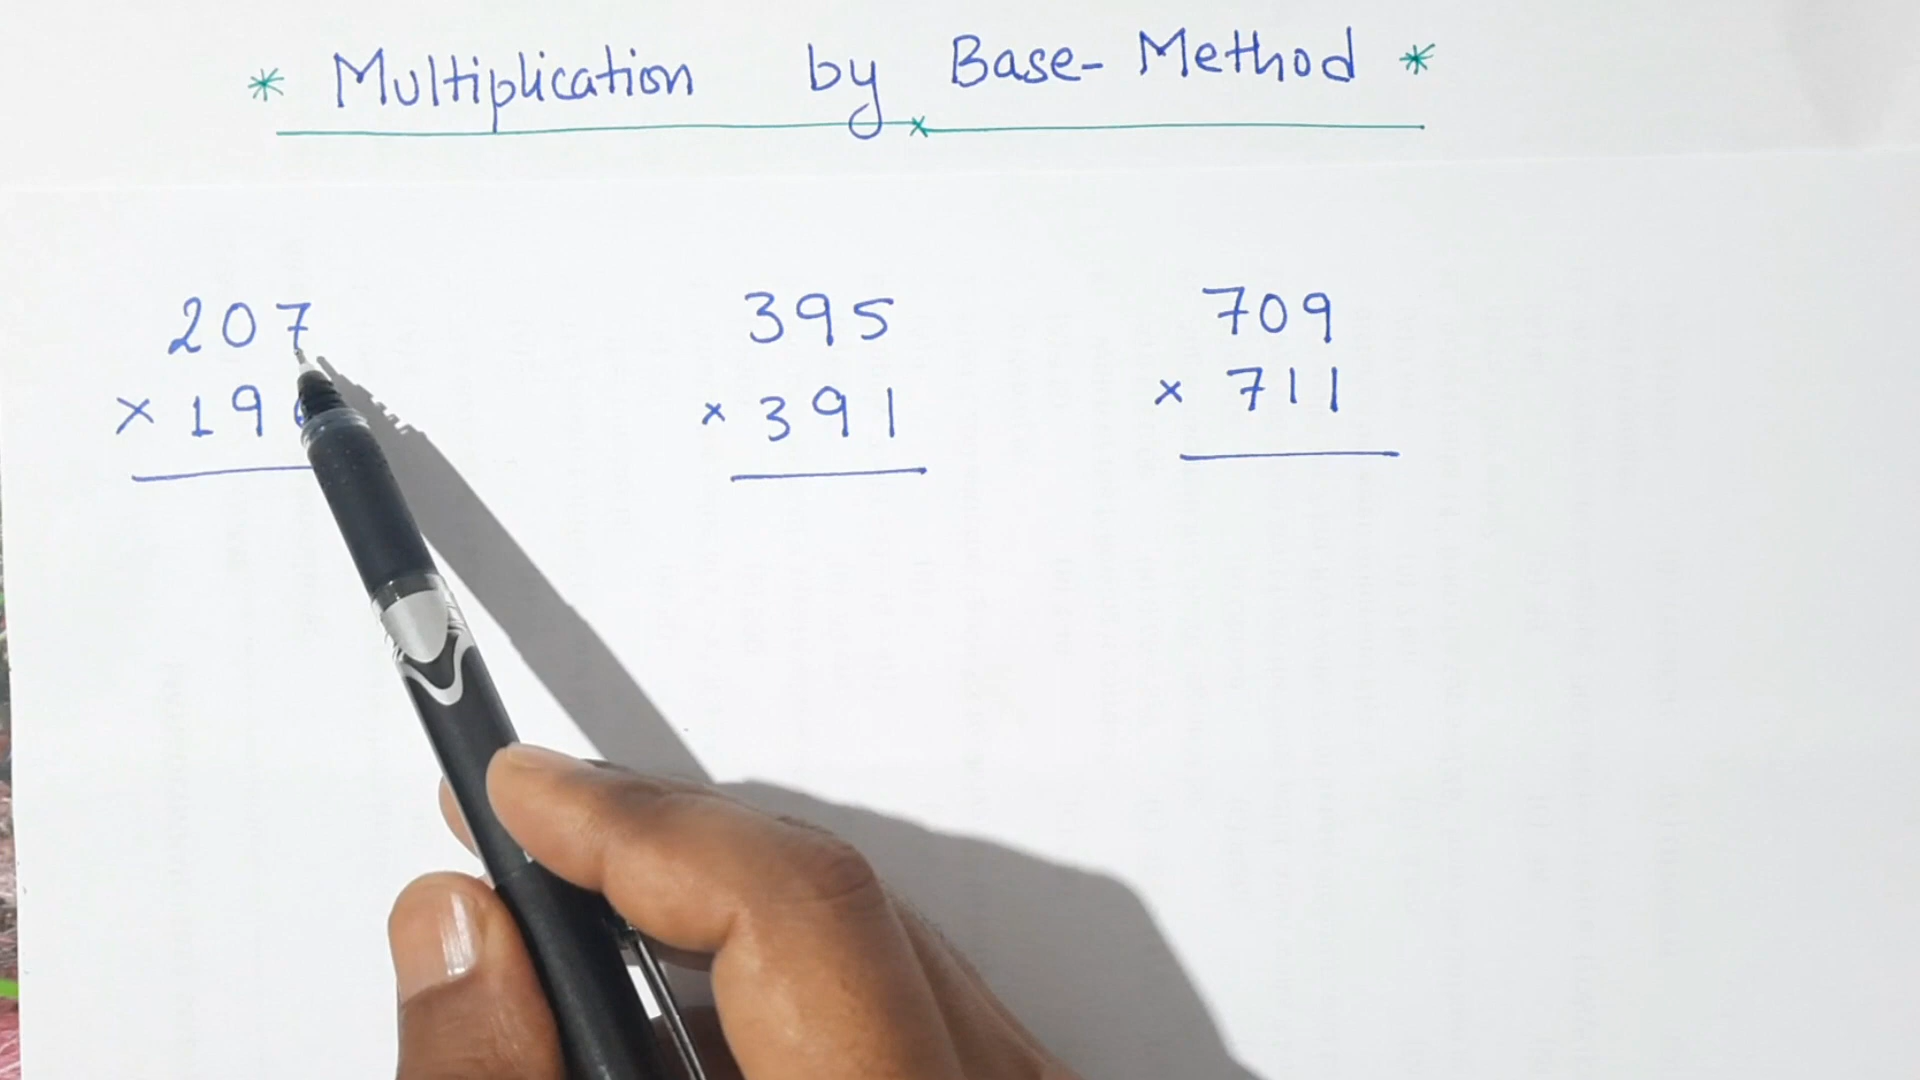 * Multiplication by Base-Method *
207 395 709
× 19 × 391 × 711